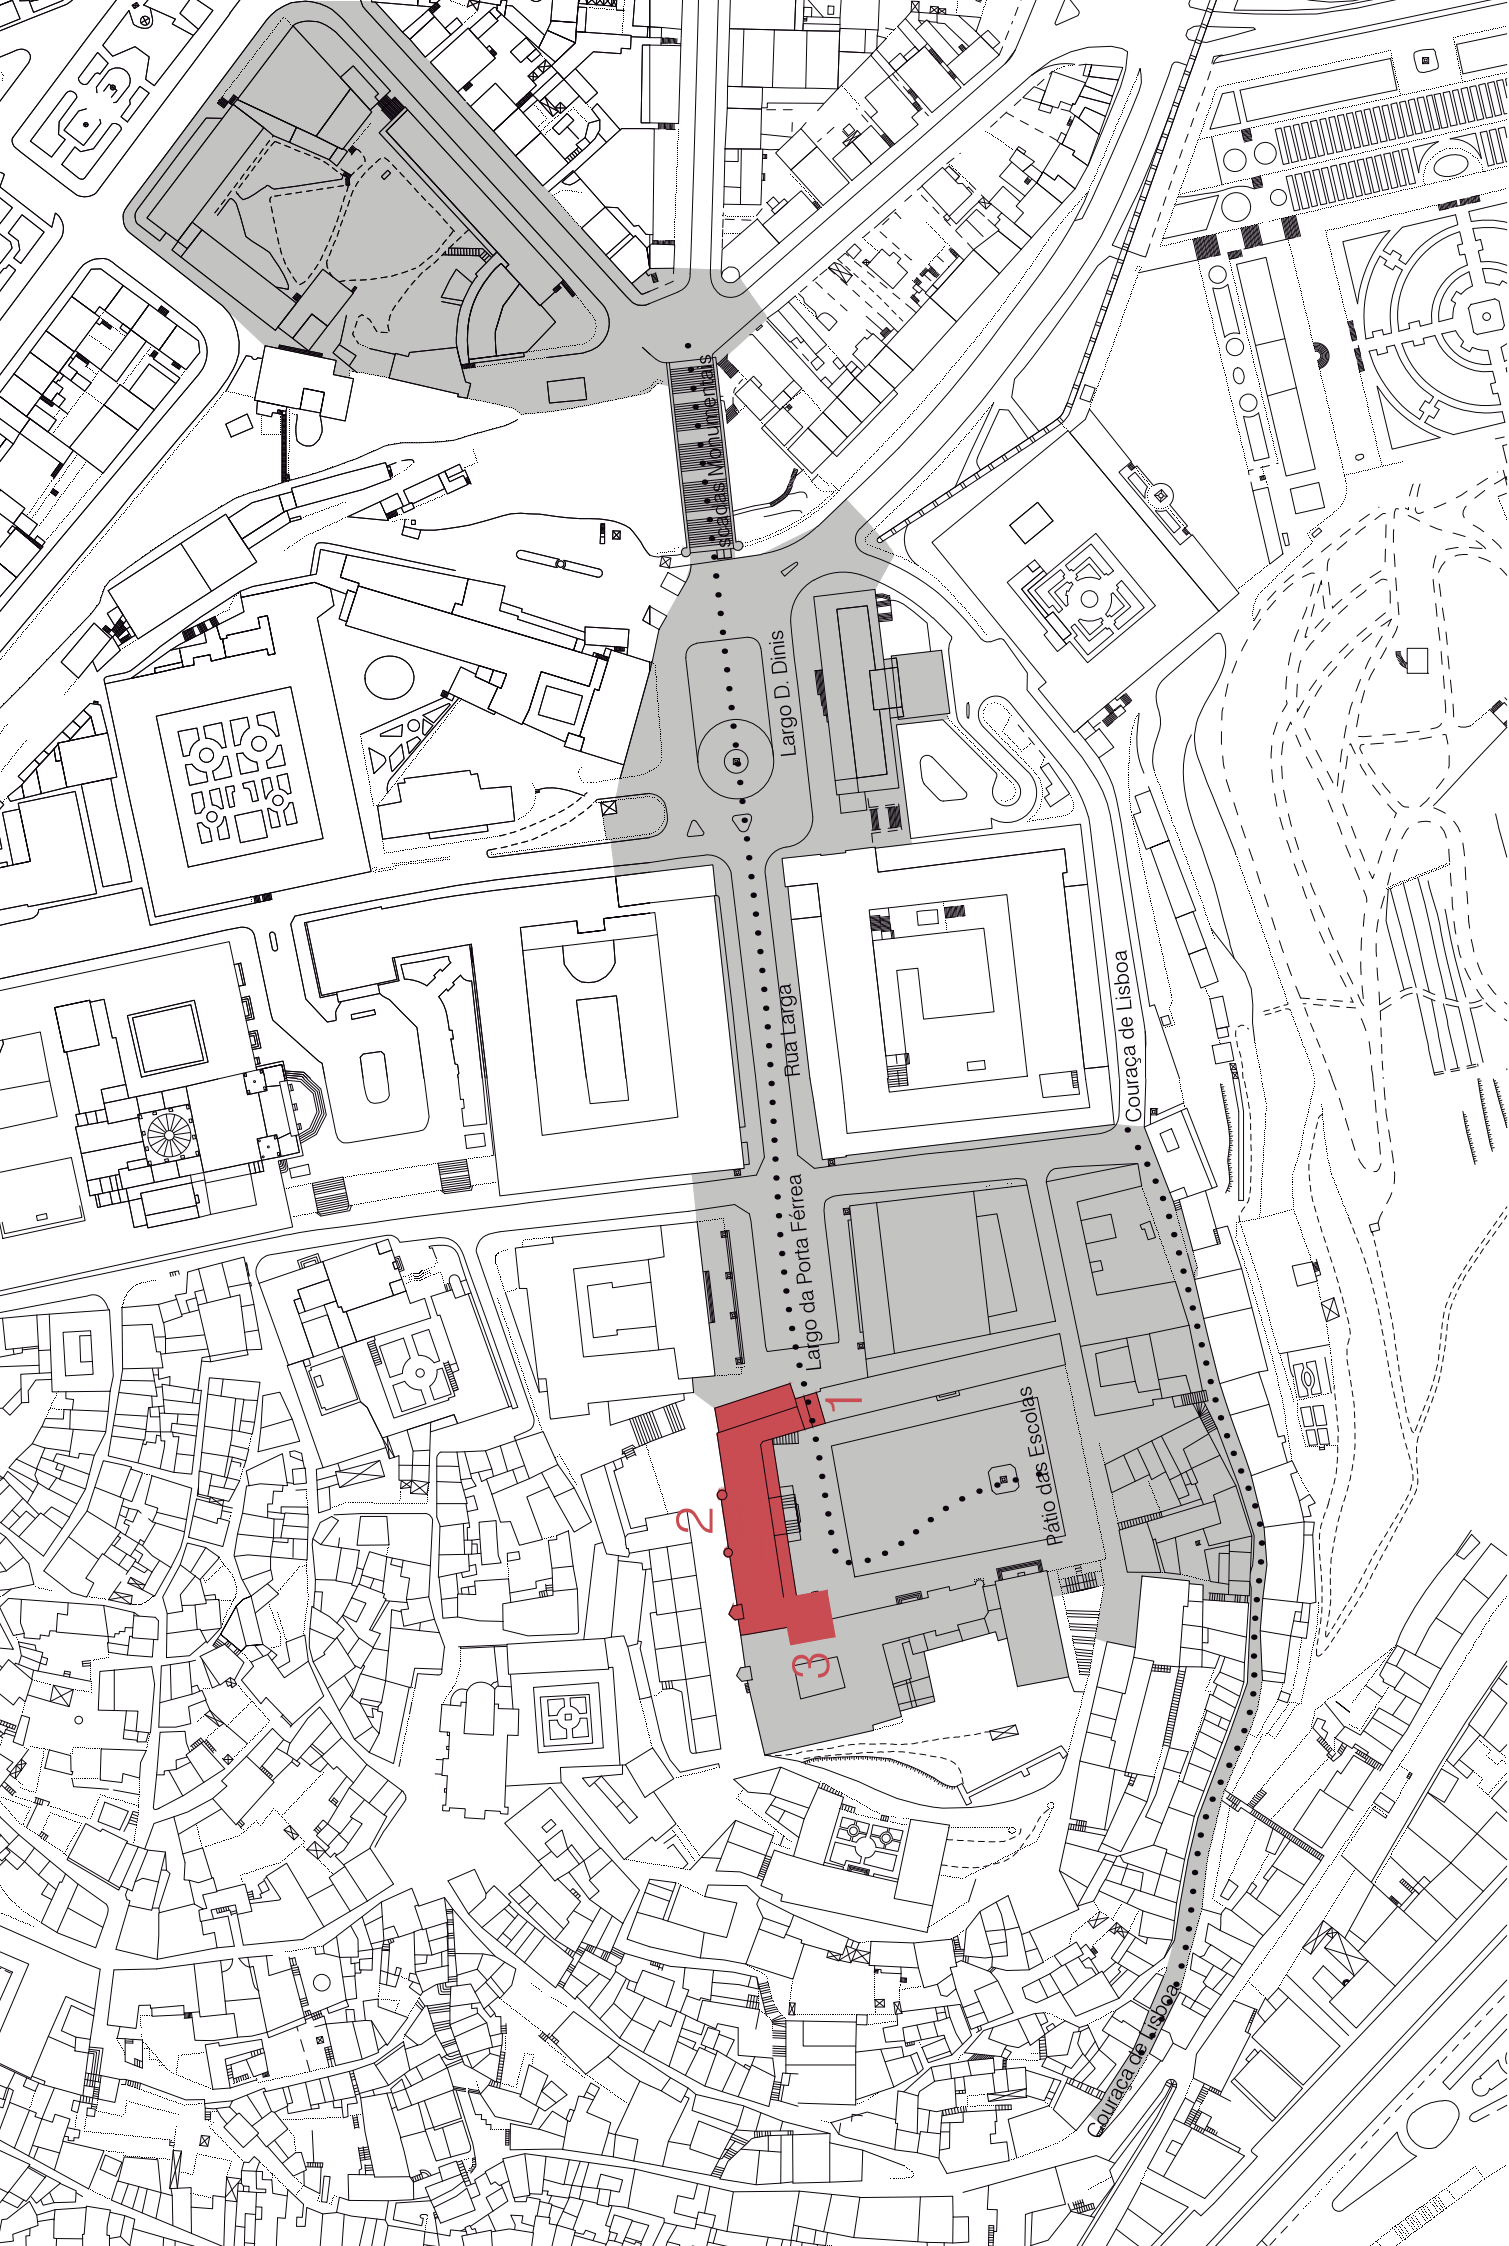 Escadas Monumentais
Largo D. Dinis
Rua Larga
Couraça de Lisboa
Largo da Porta Férrea
1
Pátio das Escolas
2
3
Couraça de Lisboa